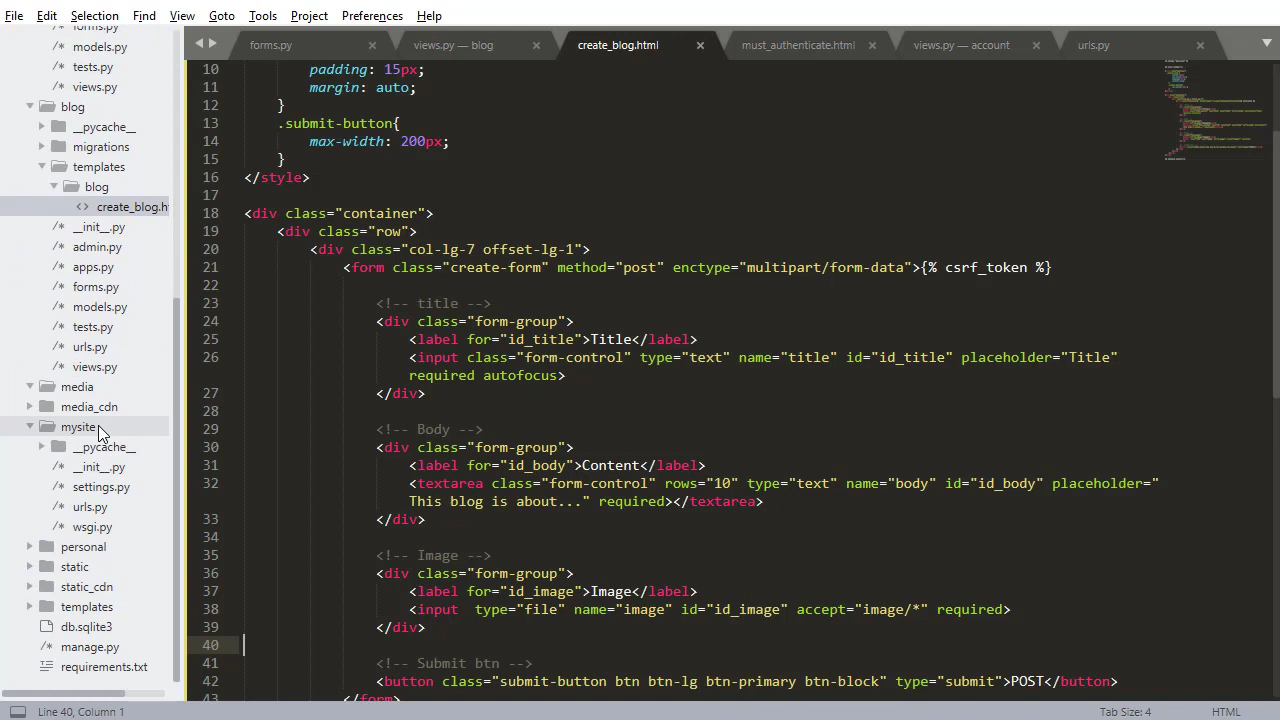 File Edit Selection Find View Goto Tools Project Preferences Help
forms.py
models.py
tests.py
views.py
blog
__pycache__
migrations
templates
blog
create_blog.ht
__init__.py
admin.py
apps.py
forms.py
models.py
tests.py
urls.py
views.py
media
media_cdn
mysite
__pycache__
__init__.py
settings.py
urls.py
wsgi.py
personal
static
static_cdn
templates
db.sqlite3
manage.py
requirements.txt
forms.py views.py — blog create_blog.html must_authenticate.html views.py — account urls.py
10 padding: 15px;
11 margin: auto;
12 }
13 .submit-button{
14 max-width: 200px;
15 }
16 </style>
17
18 <div class="container">
19 <div class="row">
20 <div class="col-lg-7 offset-lg-1">
21 <form class="create-form" method="post" enctype="multipart/form-data">{% csrf_token %}
22
23 <!-- title -->
24 <div class="form-group">
25 <label for="id_title">Title</label>
26 <input class="form-control" type="text" name="title" id="id_title" placeholder="Title"
required autofocus>
27 </div>
28
29 <!-- Body -->
30 <div class="form-group">
31 <label for="id_body">Content</label>
32 <textarea class="form-control" rows="10" type="text" name="body" id="id_body" placeholder="
This blog is about..." required></textarea>
33 </div>
34
35 <!-- Image -->
36 <div class="form-group">
37 <label for="id_image">Image</label>
38 <input type="file" name="image" id="id_image" accept="image/*" required>
39 </div>
40
41 <!-- Submit btn -->
42 <button class="submit-button btn btn-lg btn-primary btn-block" type="submit">POST</button>
43 </form>
Line 40, Column 1 Tab Size: 4 HTML